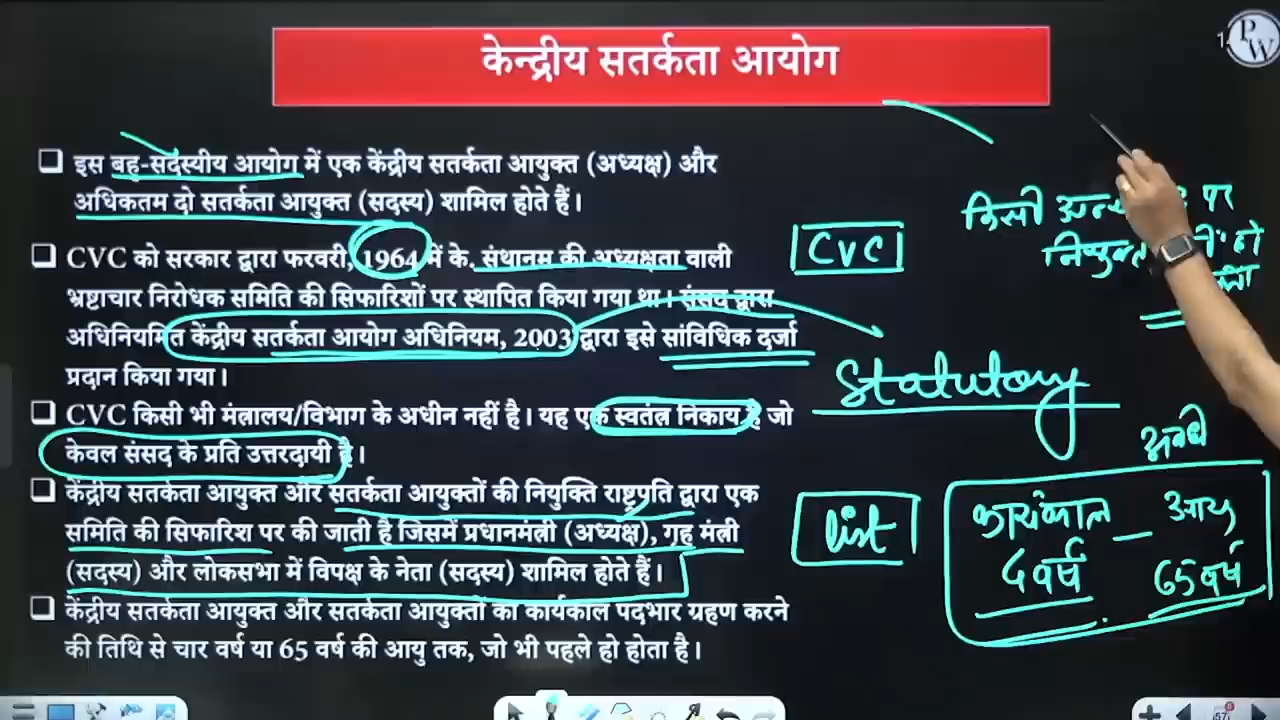 केन्द्रीय सतर्कता आयोग
PW
इस बहु-सदस्यीय आयोग में एक केंद्रीय सतर्कता आयुक्त (अध्यक्ष) और
अधिकतम दो सतर्कता आयुक्त (सदस्य) शामिल होते हैं।
CVC को सरकार द्वारा फरवरी, 1964 में के. संथानम की अध्यक्षता वाली
भ्रष्टाचार निरोधक समिति की सिफारिशों पर स्थापित किया गया था। संसद द्वारा
अधिनियमित केंद्रीय सतर्कता आयोग अधिनियम, 2003 द्वारा इसे सांविधिक दर्जा
प्रदान किया गया।
CVC किसी भी मंत्रालय/विभाग के अधीन नहीं है। यह एक स्वतंत्र निकाय है जो
केवल संसद के प्रति उत्तरदायी है।
केंद्रीय सतर्कता आयुक्त और सतर्कता आयुक्तों की नियुक्ति राष्ट्रपति द्वारा एक
समिति की सिफारिश पर की जाती है जिसमें प्रधानमंत्री (अध्यक्ष), गृह मंत्री
(सदस्य) और लोकसभा में विपक्ष के नेता (सदस्य) शामिल होते हैं।
केंद्रीय सतर्कता आयुक्त और सतर्कता आयुक्तों का कार्यकाल पदभार ग्रहण करने
की तिथि से चार वर्ष या 65 वर्ष की आयु तक, जो भी पहले हो होता है।
किसी पर
हो
CVC
Statutory
अवधि
list
कार्यकाल _ आयु
4 वर्ष 65 वर्ष